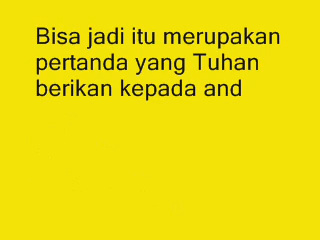 Bisa jadi itu merupakan
pertanda yang Tuhan
berikan kepada and